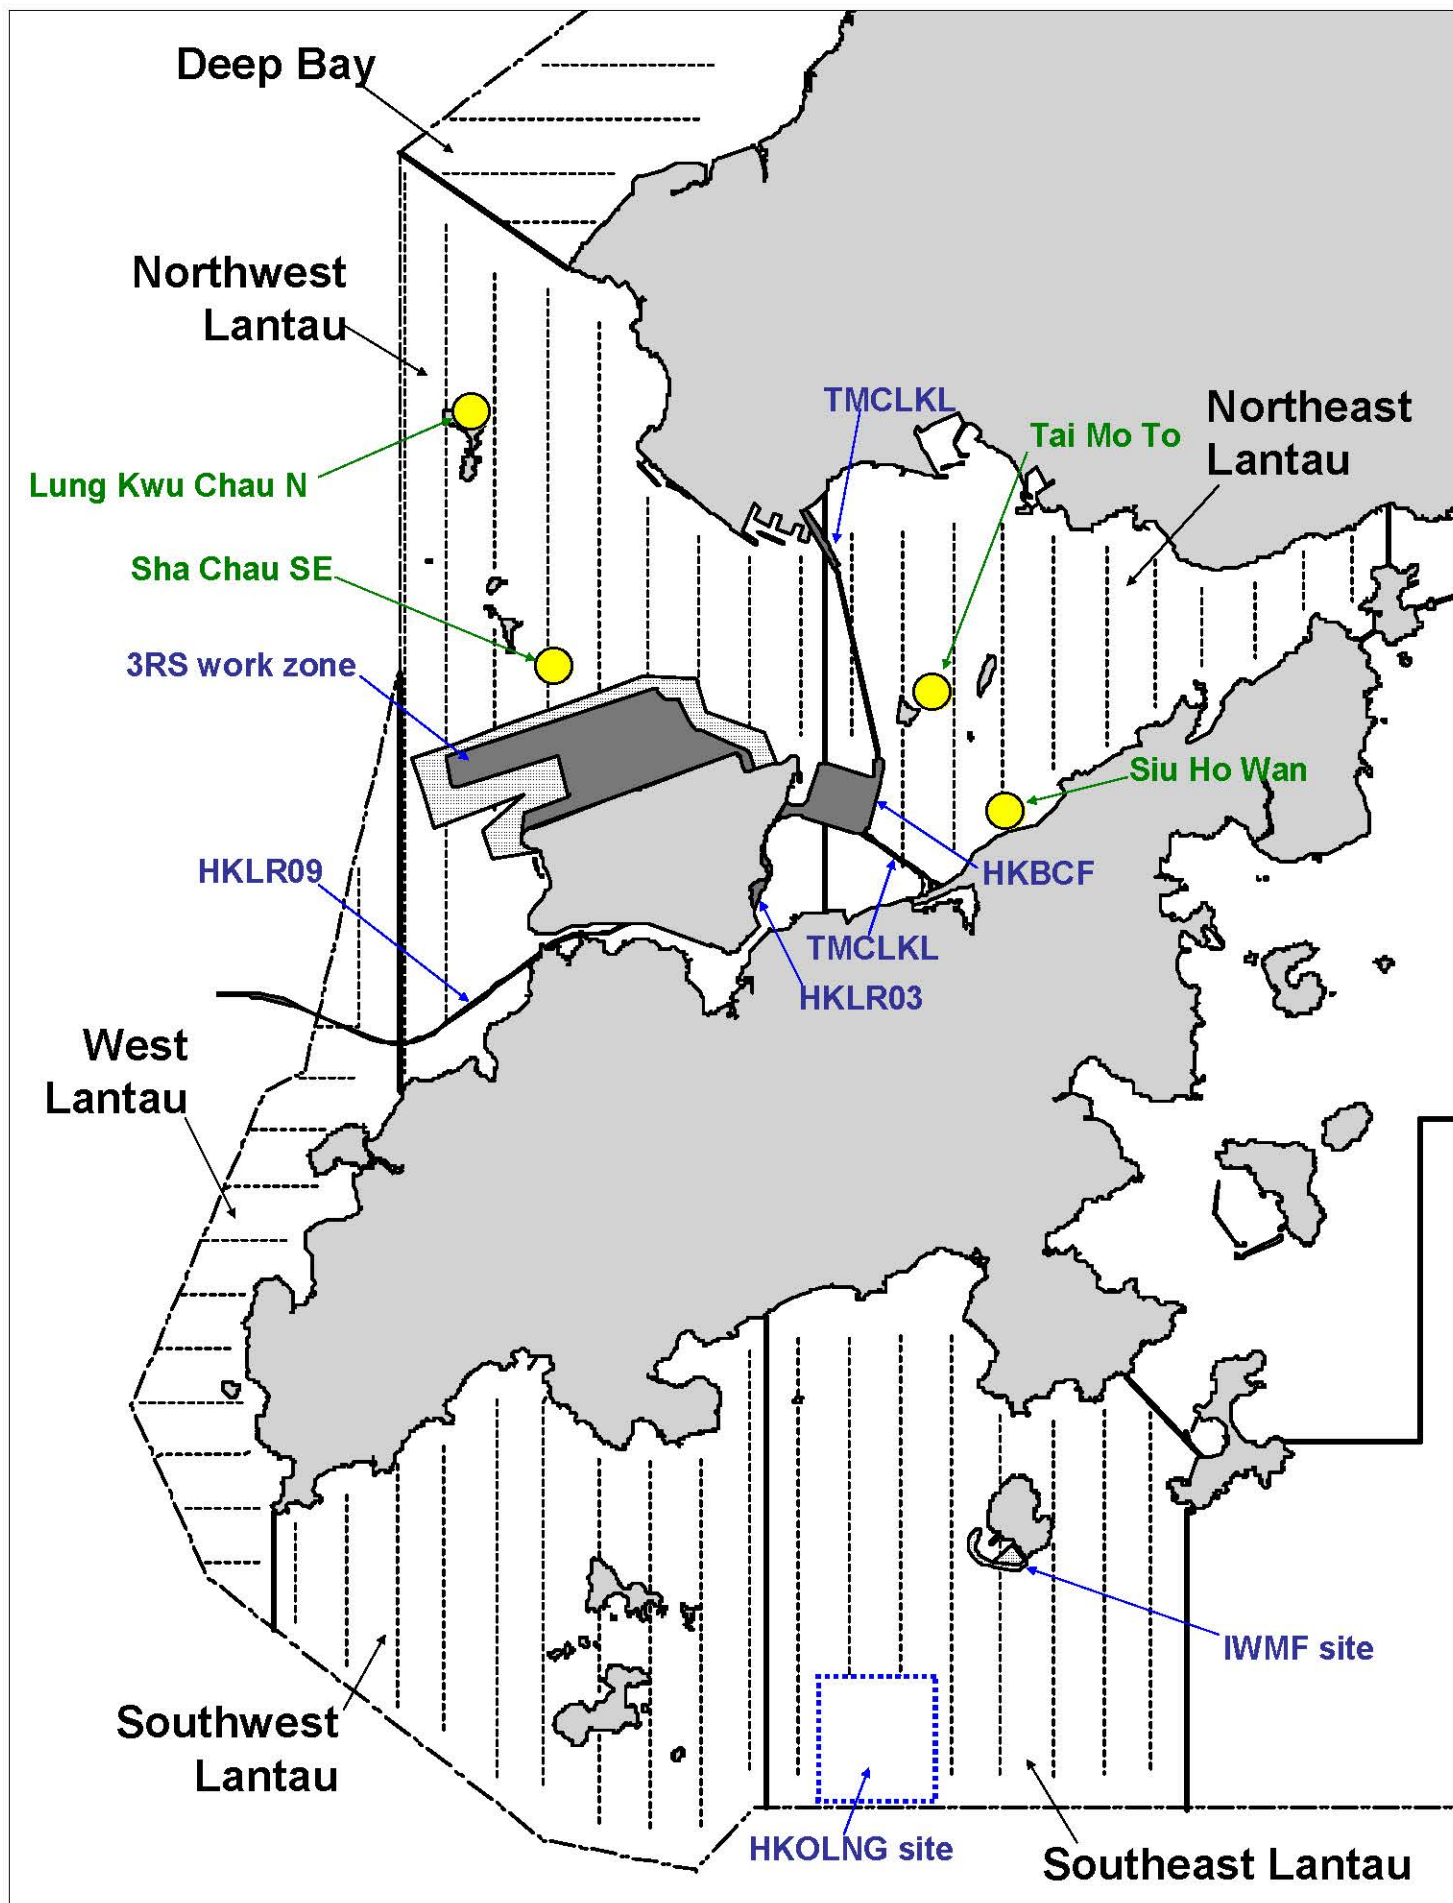 Deep Bay
Northwest
Lantau
TMCLKL
Northeast
Lantau
Tai Mo To
Lung Kwu Chau N
Sha Chau SE
3RS work zone
Siu Ho Wan
HKLR09
HKBCF
TMCLKL
HKLR03
West
Lantau
IWMF site
Southwest
Lantau
HKOLNG site
Southeast Lantau